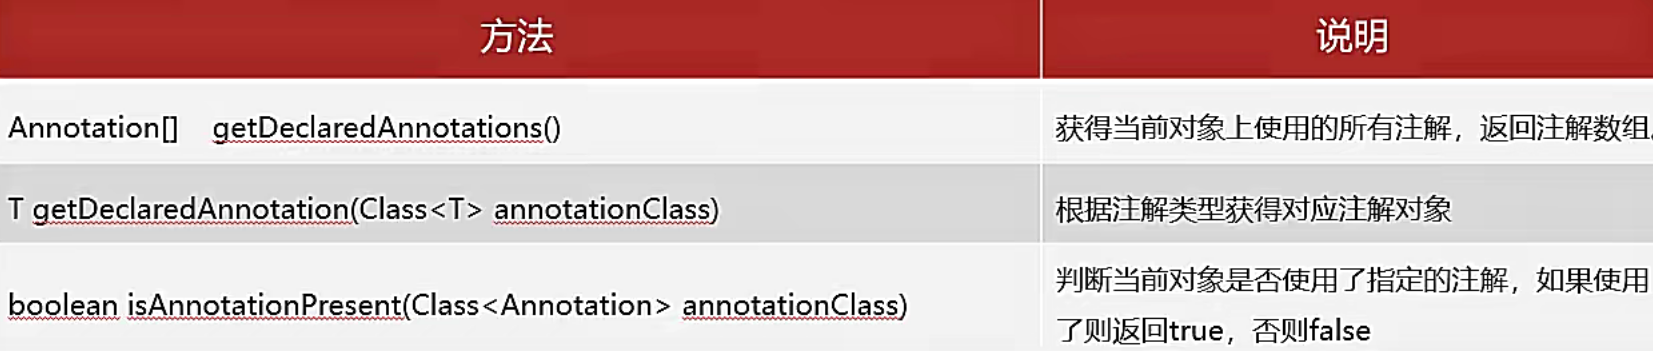 方法 说明
Annotation[] getDeclaredAnnotations() 获得当前对象上使用的所有注解，返回注解数组。
T getDeclaredAnnotation(Class<T> annotationClass) 根据注解类型获得对应注解对象
boolean isAnnotationPresent(Class<Annotation> annotationClass) 判断当前对象是否使用了指定的注解，如果使用
了则返回true，否则false